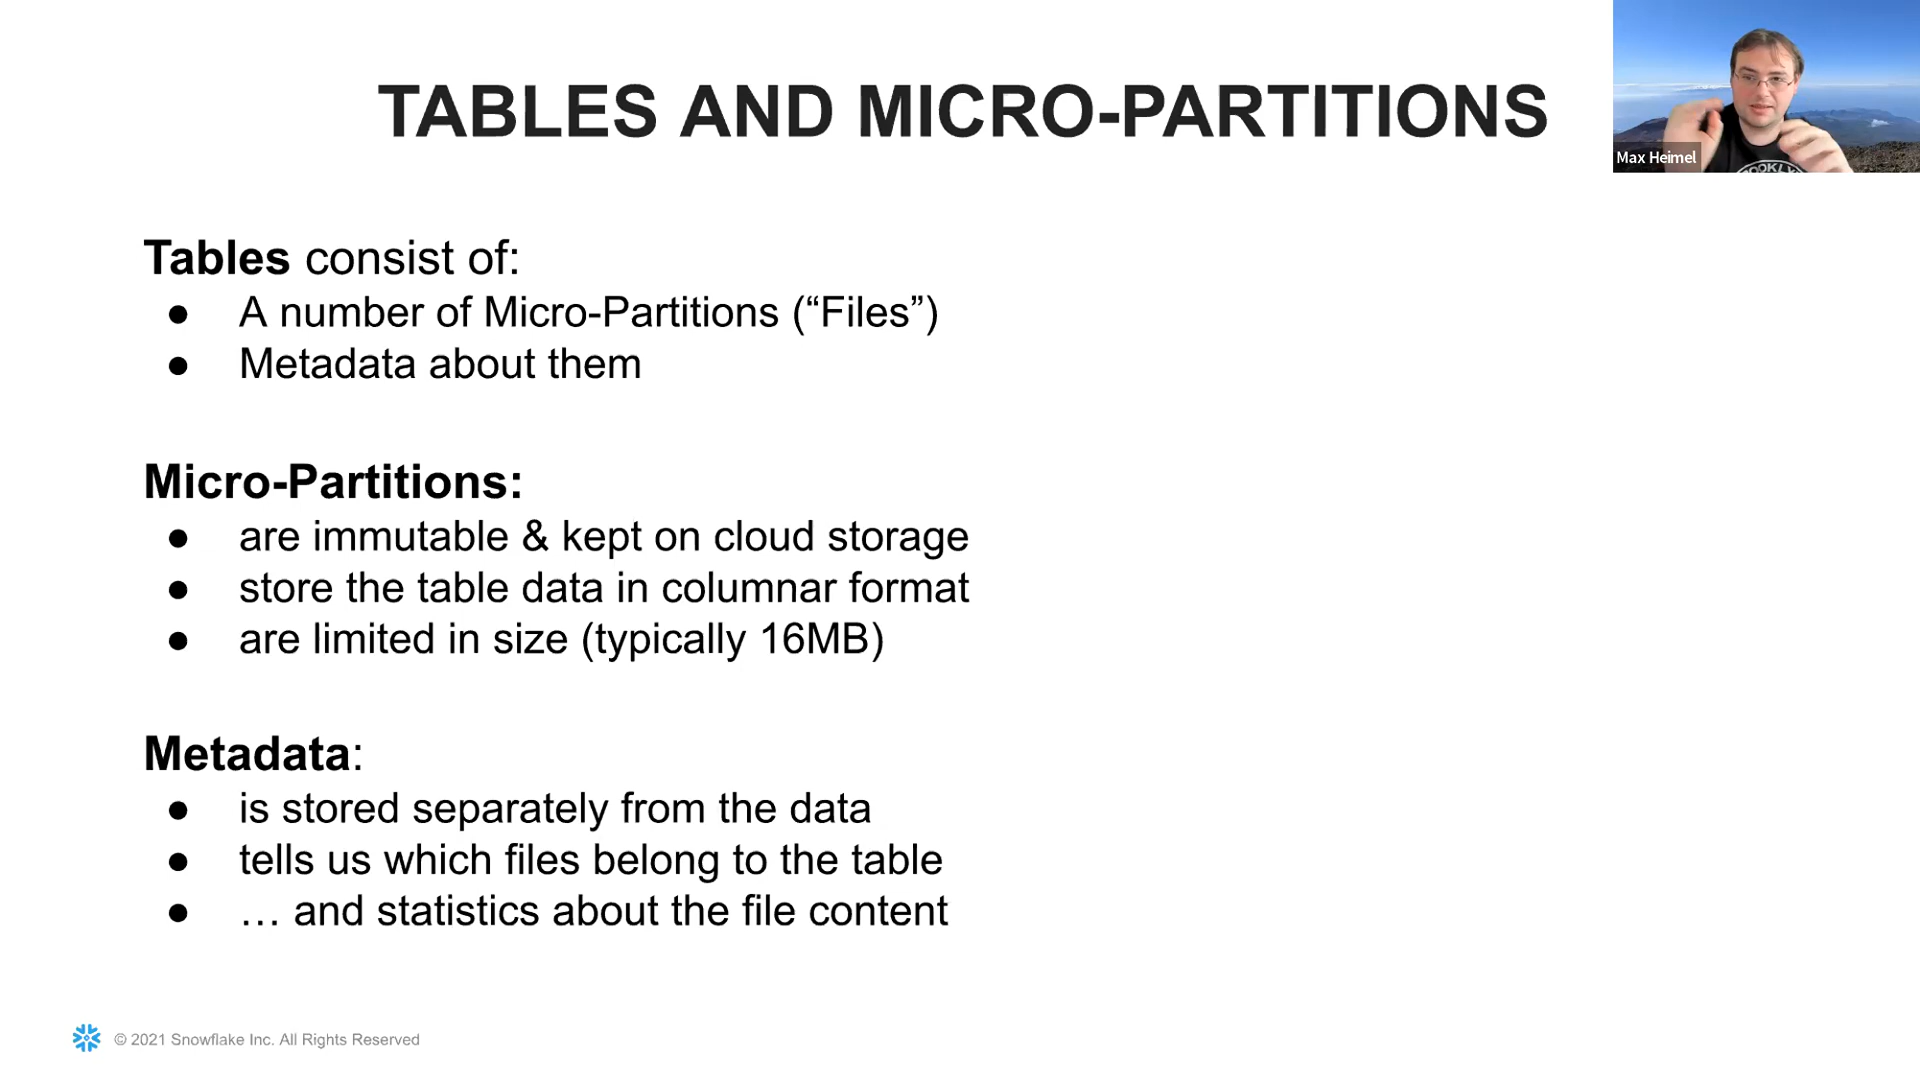 TABLES AND MICRO-PARTITIONS
Max Heimel
Tables consist of:
● A number of Micro-Partitions (“Files”)
● Metadata about them
Micro-Partitions:
● are immutable & kept on cloud storage
● store the table data in columnar format
● are limited in size (typically 16MB)
Metadata:
● is stored separately from the data
● tells us which files belong to the table
● … and statistics about the file content
© 2021 Snowflake Inc. All Rights Reserved